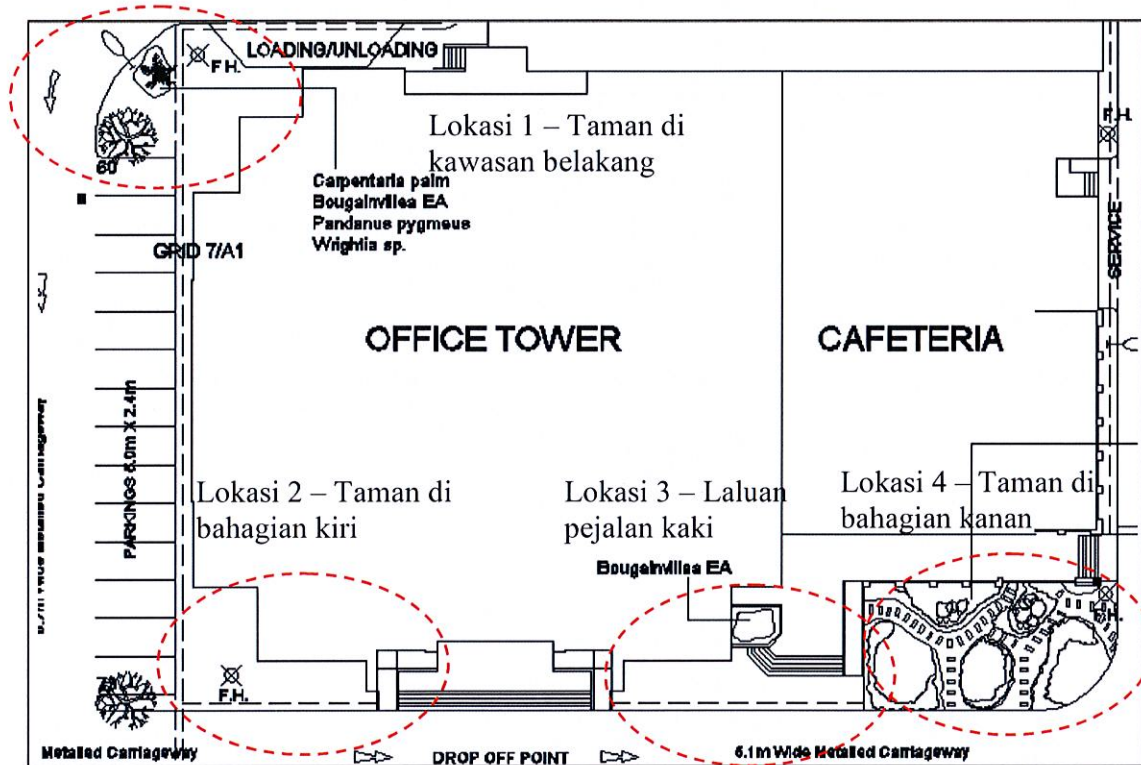 LOADING/UNLOADING
F.H.
Lokasi 1 – Taman di
kawasan belakang
F.H.
60
Carpentaria palm
Bougainvillea EA
Pandanus pygmeus
Wrightia sp.
GRID 7/A1
SERVICE
OFFICE TOWER
CAFETERIA
PARKINGS 5.0m X 2.4m
Lokasi 2 – Taman di
bahagian kiri
Lokasi 3 – Laluan
pejalan kaki
Lokasi 4 – Taman di
bahagian kanan
Bougainvillea EA
F.H.
F.H.
Metalled Carriageway
DROP OFF POINT
6.1m Wide Metalled Carriageway